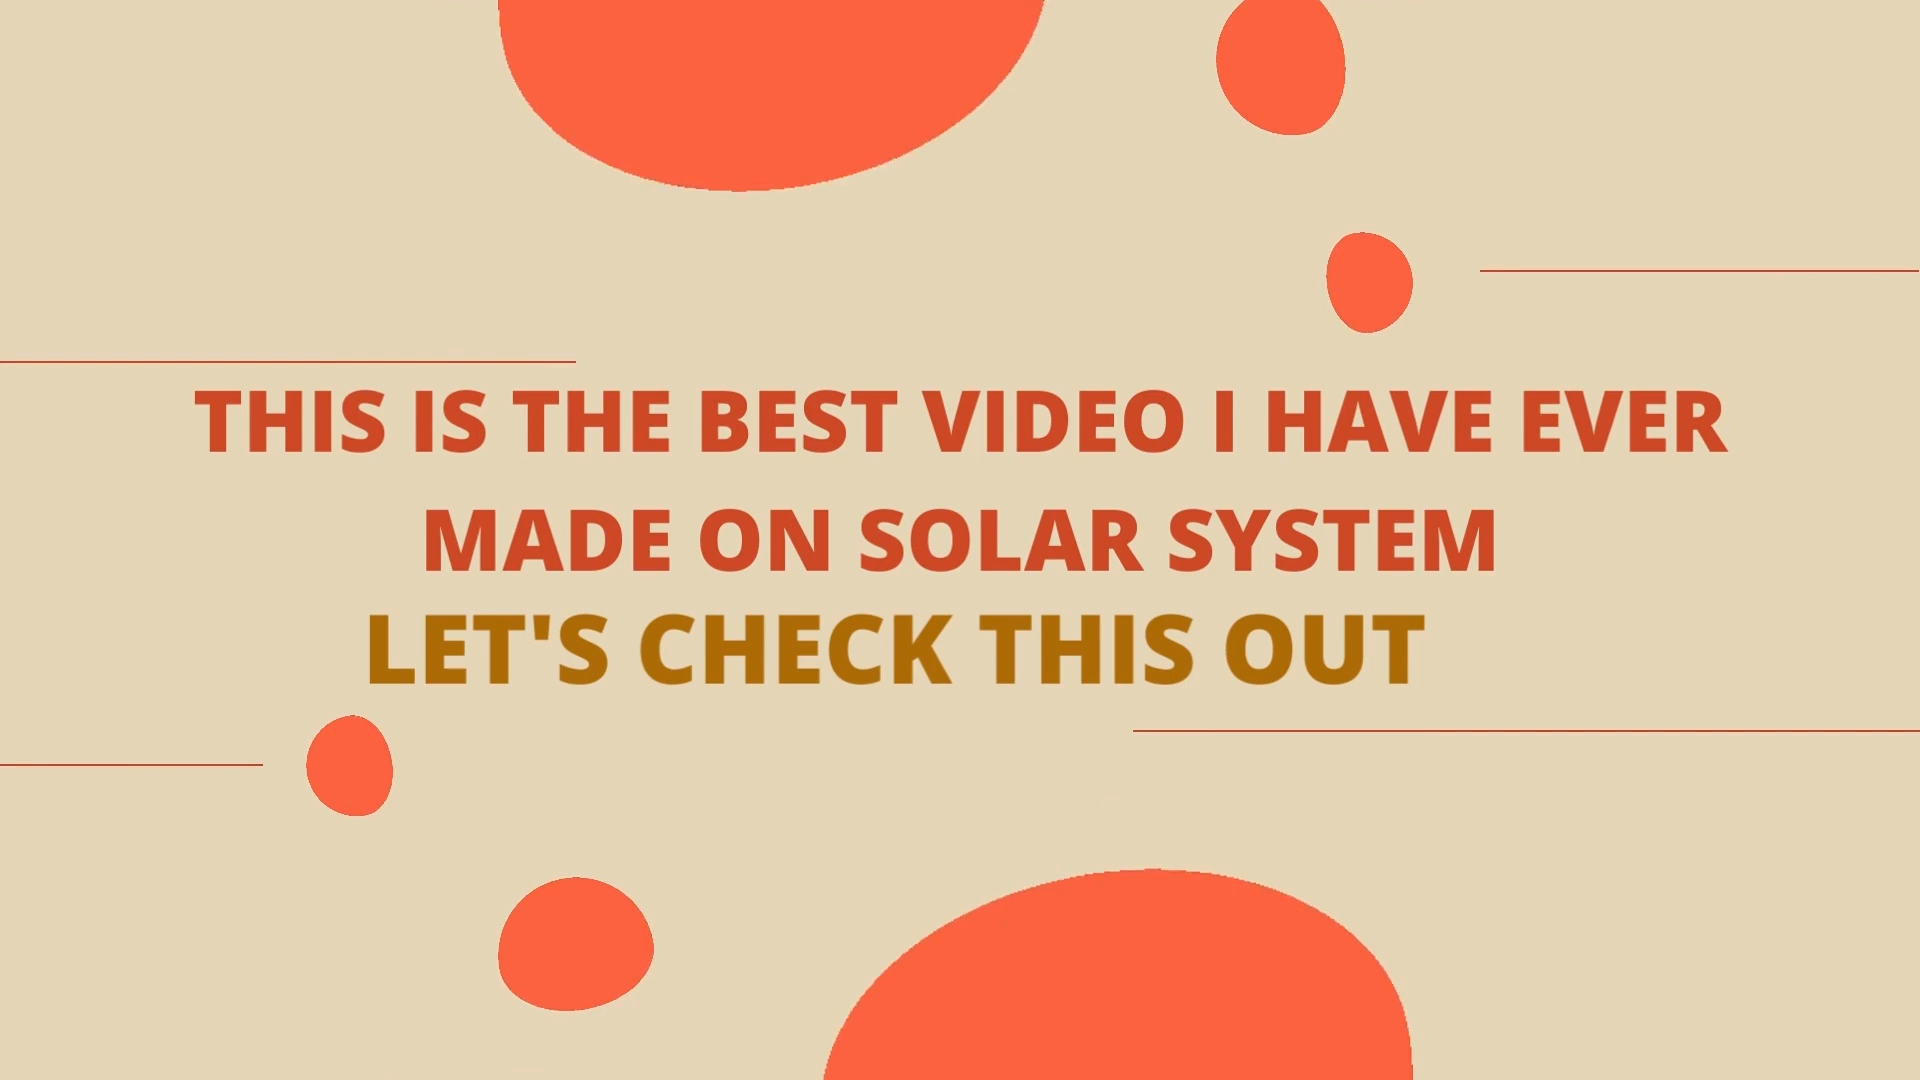 THIS IS THE BEST VIDEO I HAVE EVER
MADE ON SOLAR SYSTEM
LET'S CHECK THIS OUT